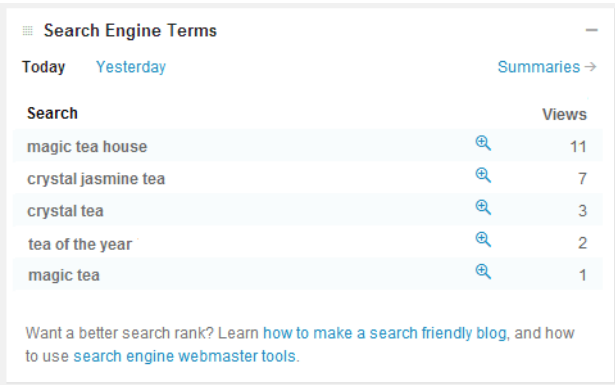 Search Engine Terms
Today Yesterday Summaries →
Search Views
magic tea house 11
crystal jasmine tea 7
crystal tea 3
tea of the year 2
magic tea 1
Want a better search rank? Learn how to make a search friendly blog, and how
to use search engine webmaster tools.